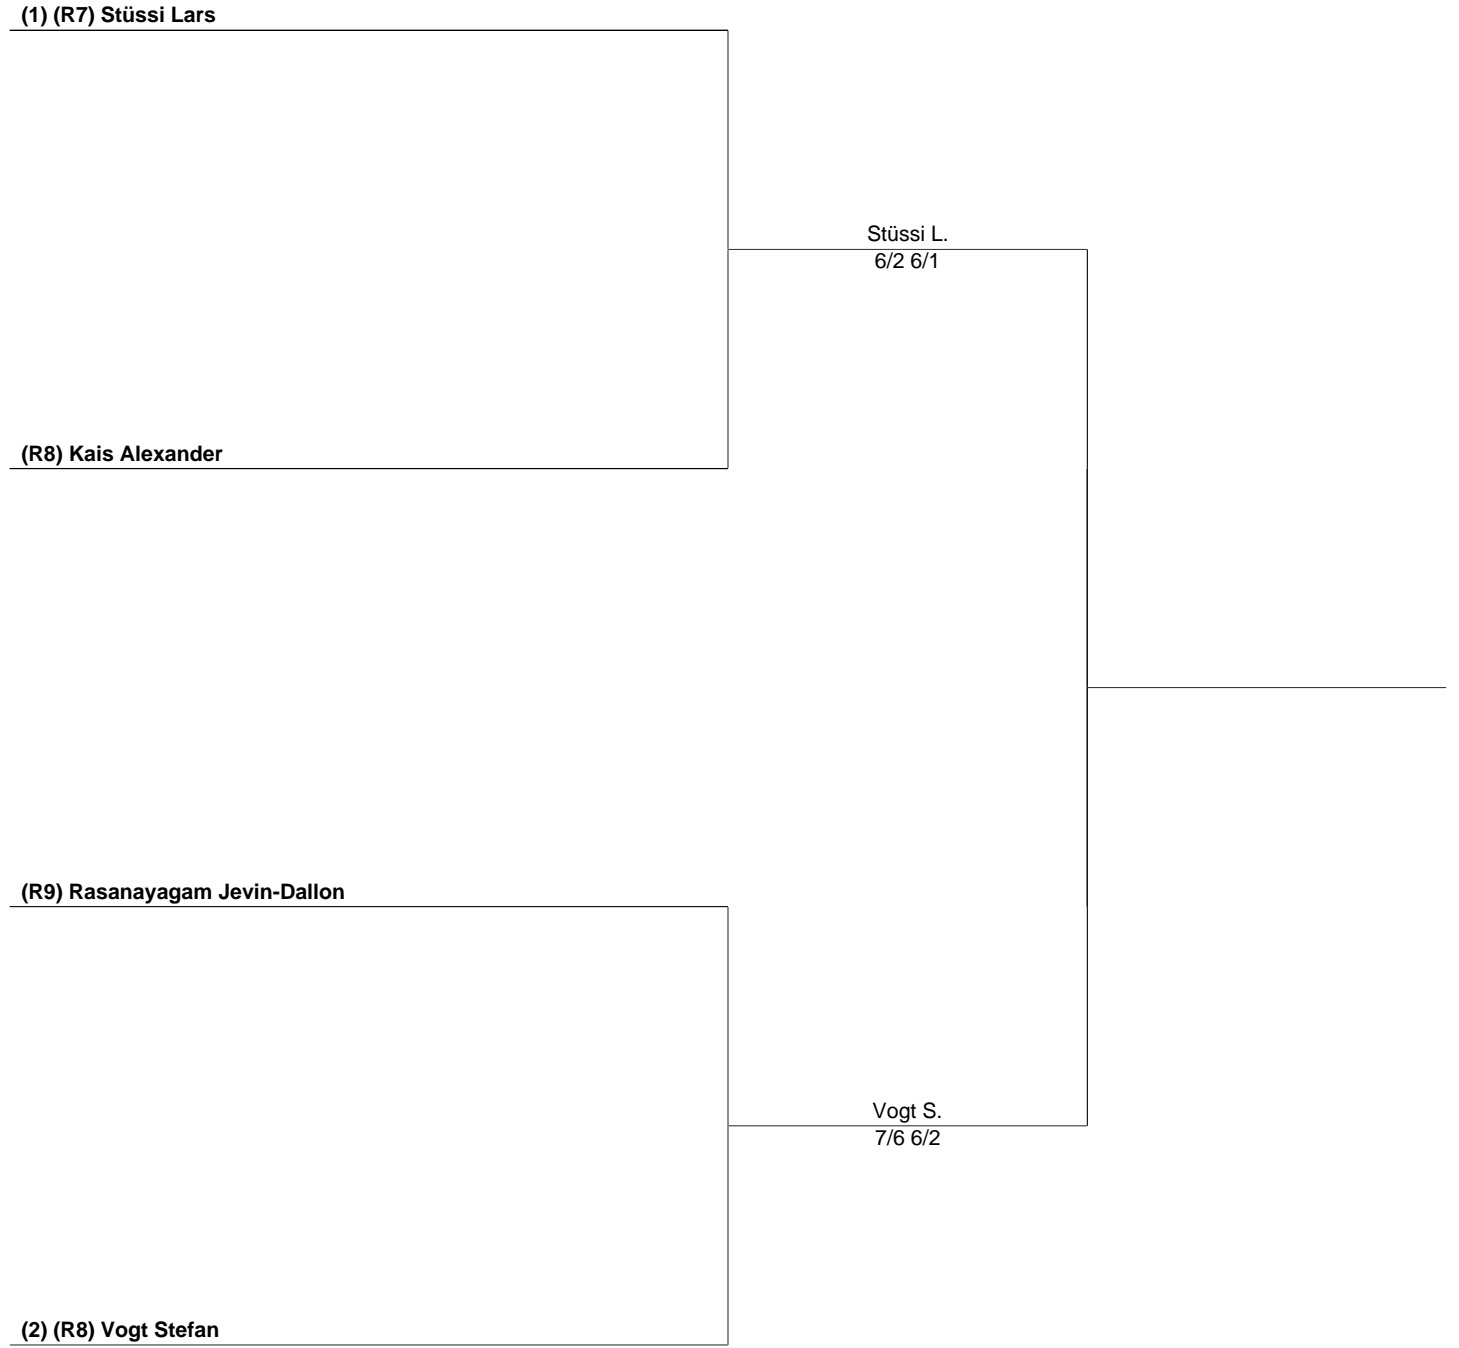 (1) (R7) Stüssi Lars
Stüssi L.
6/2 6/1
(R8) Kais Alexander
(R9) Rasanayagam Jevin-Dallon
Vogt S.
7/6 6/2
(2) (R8) Vogt Stefan